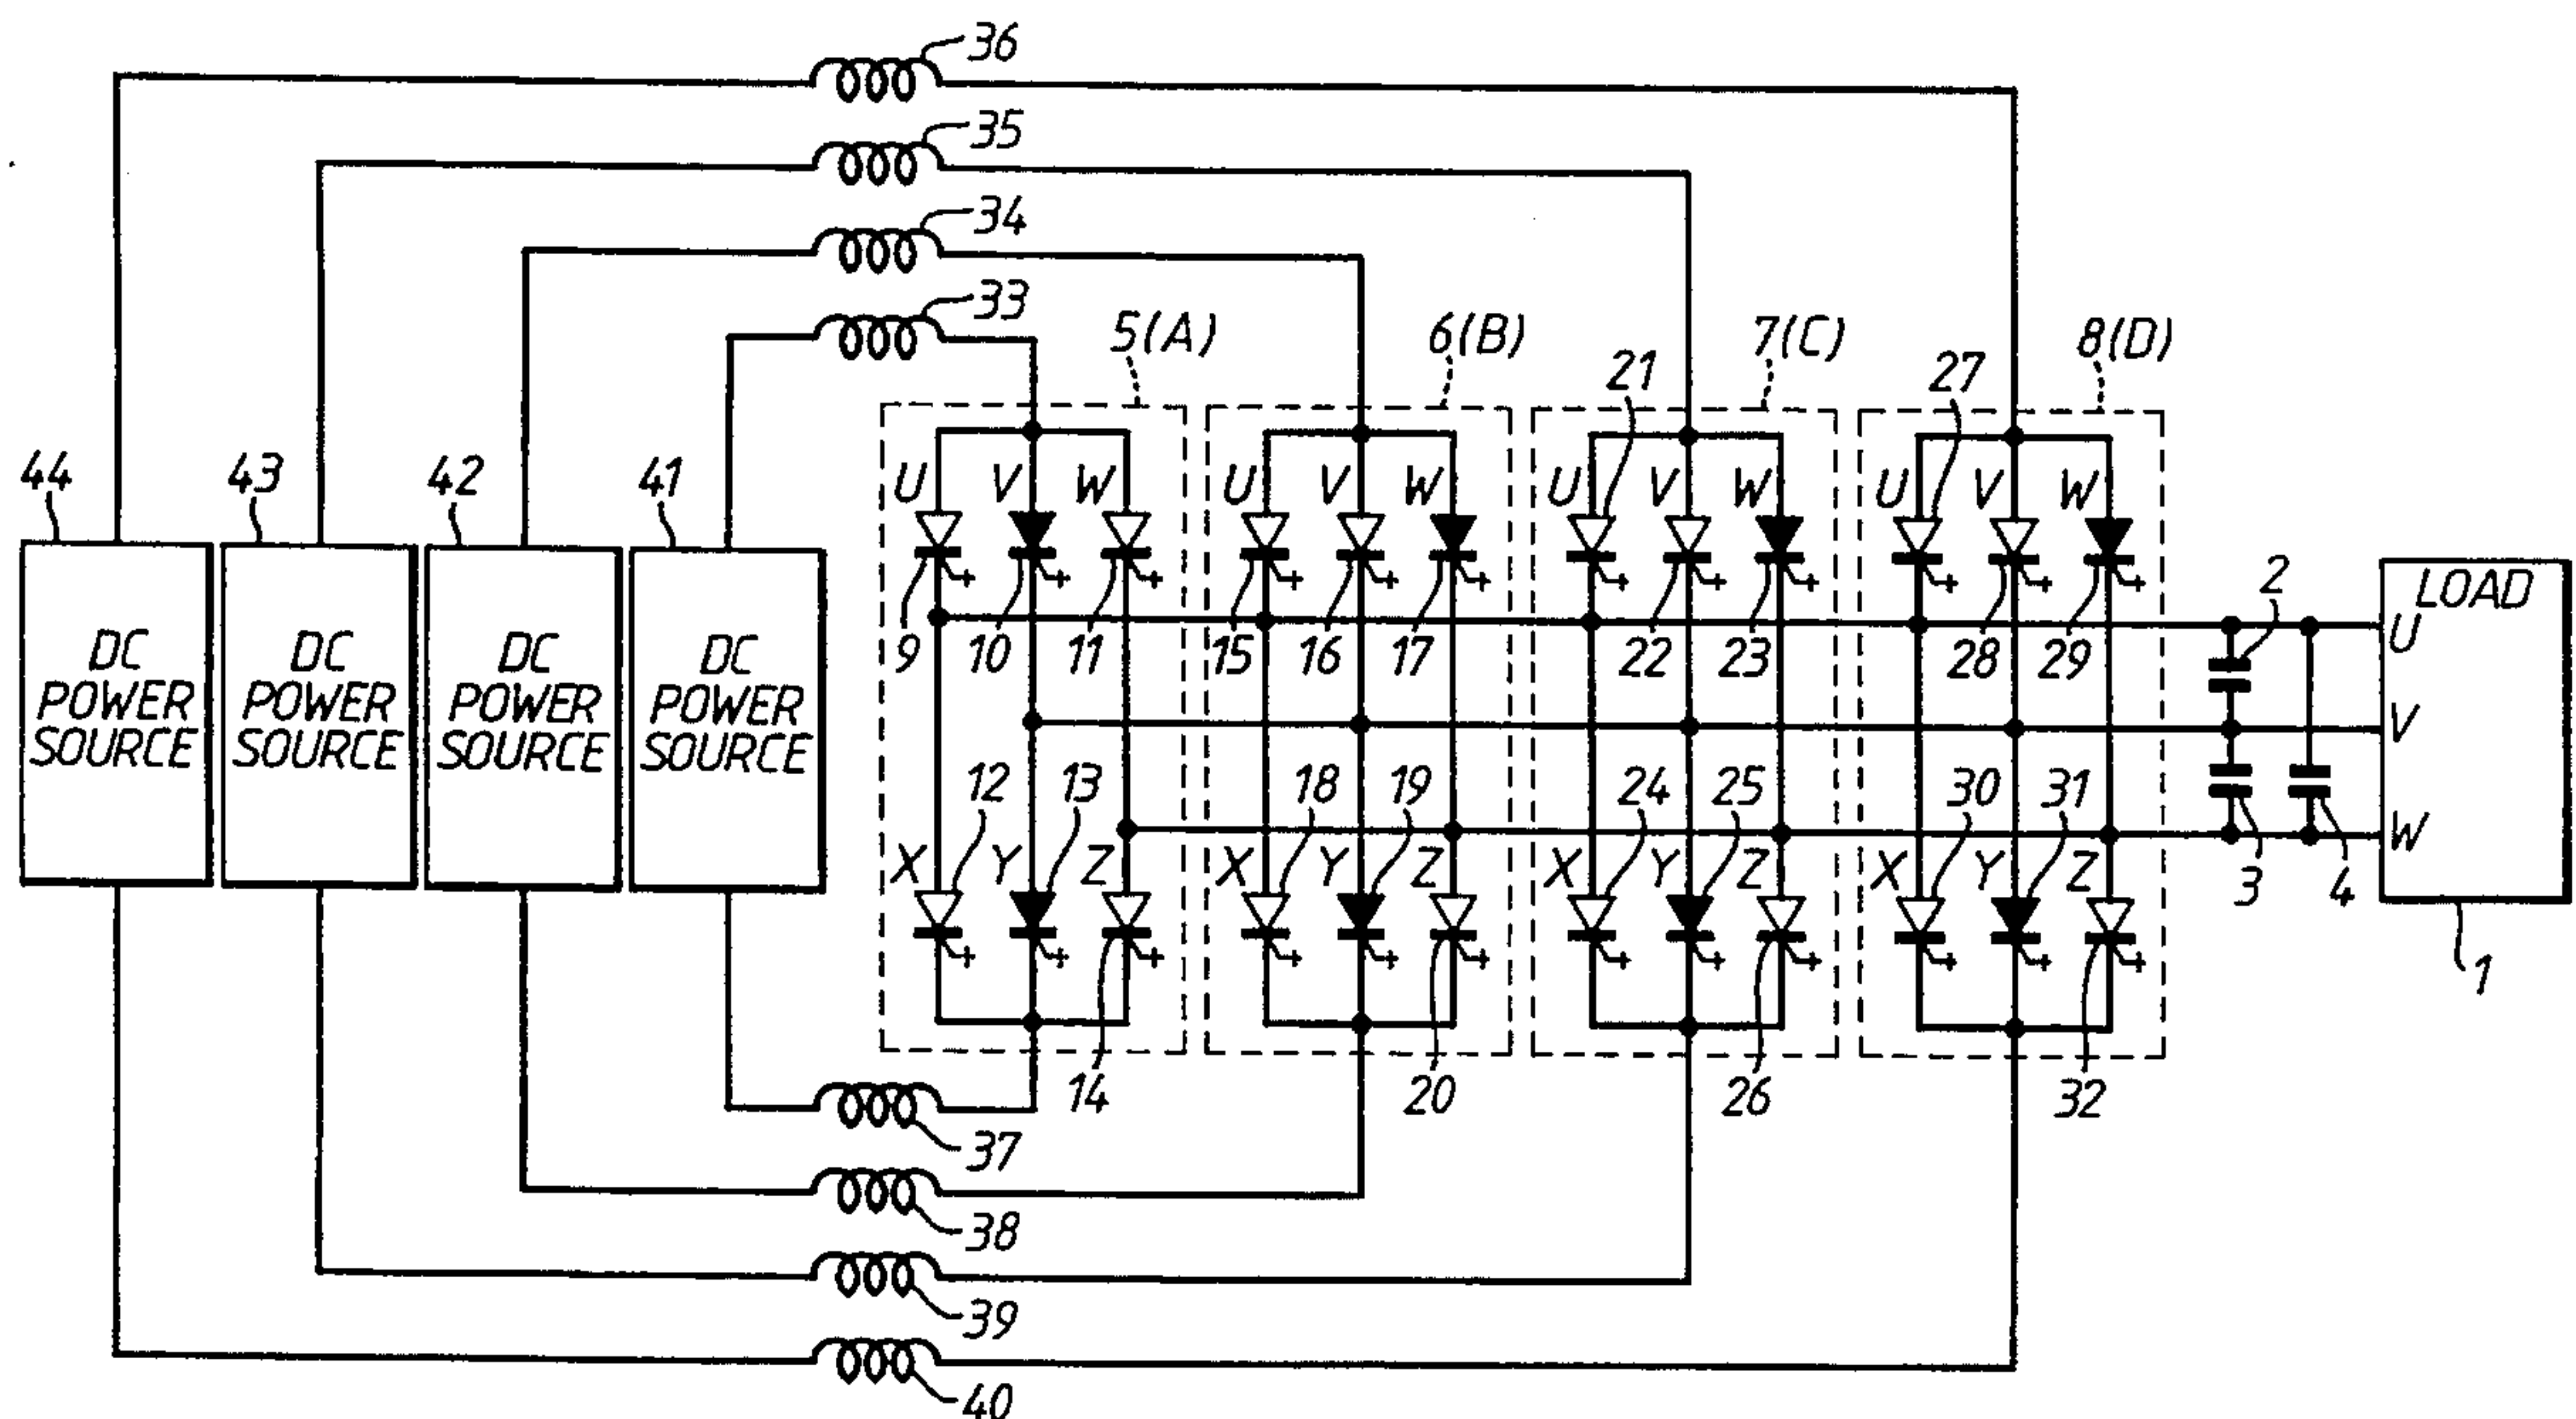 36
35
34
33
5(A)
6(B)
7(C)
8(D)
21
27
44
43
42
41
U V W
U V W
U V W
U V W
9
10
11
15
16
17
22
23
28
29
2
LOAD
U
V
W
DC
POWER
SOURCE
DC
POWER
SOURCE
DC
POWER
SOURCE
DC
POWER
SOURCE
12
13
18
19
24
25
30
31
3
4
1
X Y Z
X Y Z
X Y Z
X Y Z
14
20
26
32
37
38
39
40